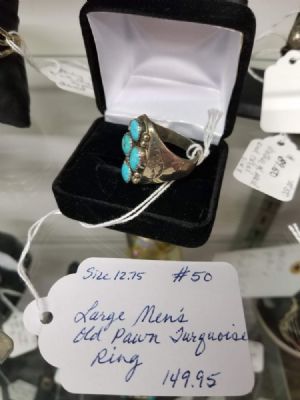 Size 12.75 #50
Large Men's
Old Pawn Turquoise
Ring
149.95